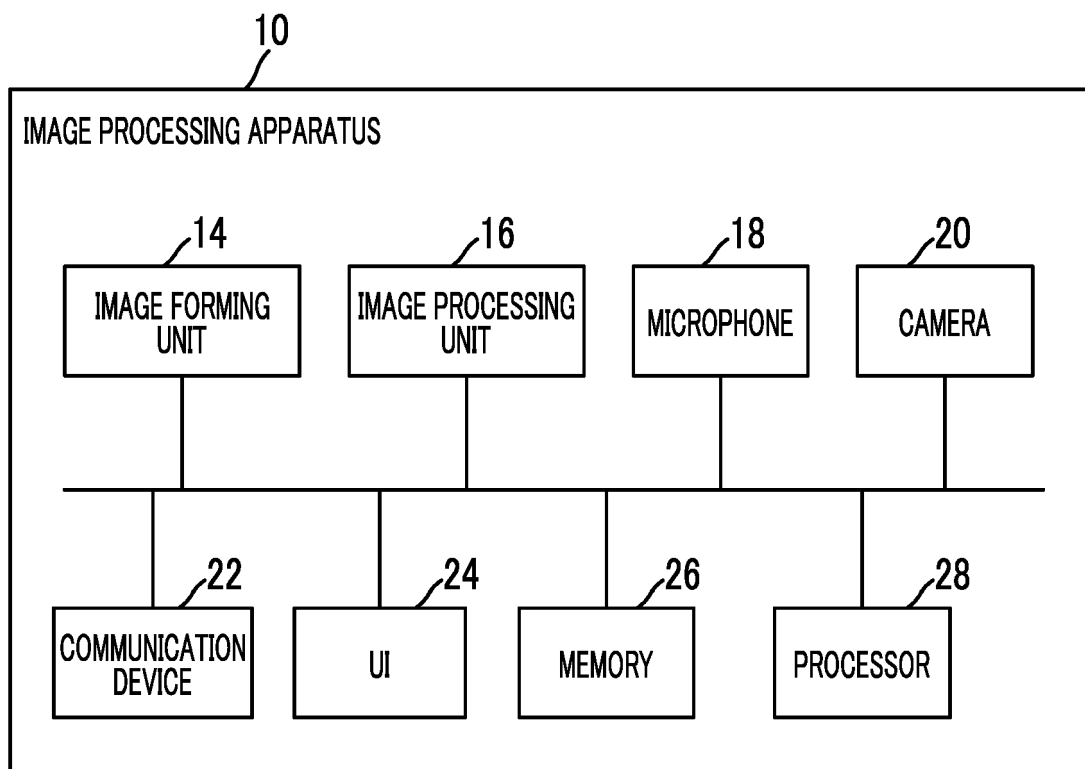 10
IMAGE PROCESSING APPARATUS
14
IMAGE FORMING
UNIT
16
IMAGE PROCESSING
UNIT
18
MICROPHONE
20
CAMERA
22
COMMUNICATION
DEVICE
24
UI
26
MEMORY
28
PROCESSOR